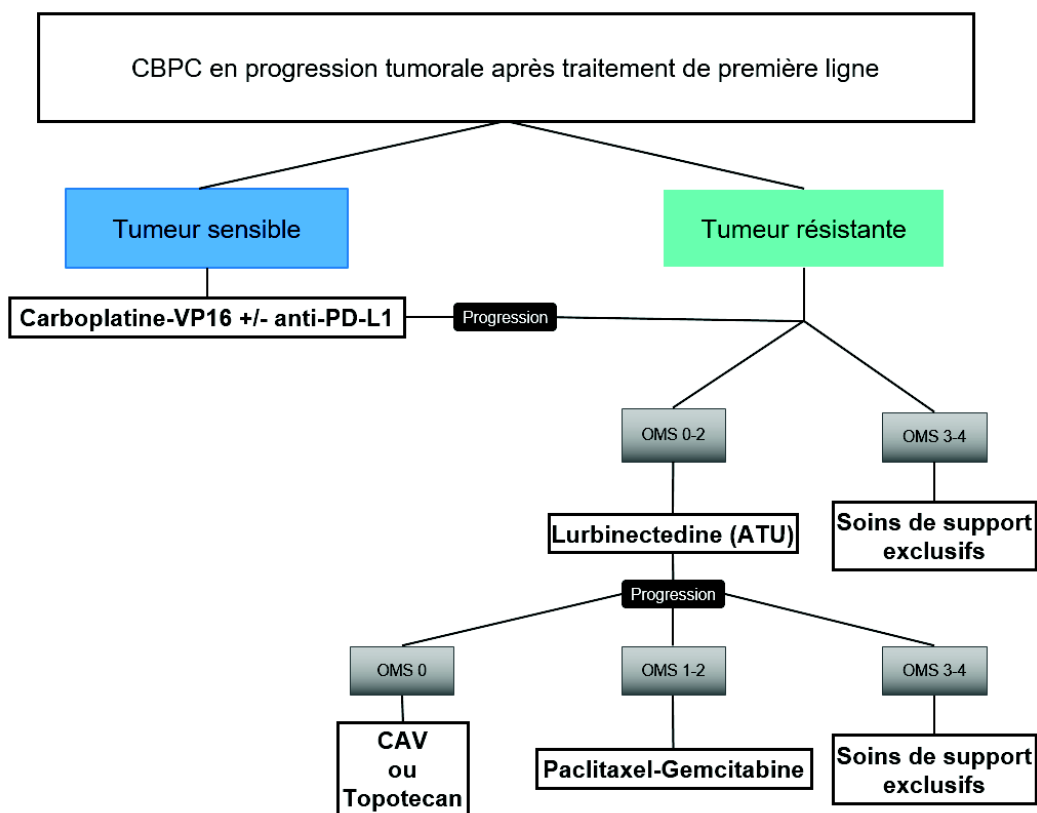 CBPC en progression tumorale après traitement de première ligne
Tumeur sensible
Tumeur résistante
Carboplatine-VP16 +/- anti-PD-L1
Progression
OMS 0-2
OMS 3-4
Lurbinectedine (ATU)
Soins de support
exclusifs
Progression
OMS 0
OMS 1-2
OMS 3-4
CAV
ou
Topotecan
Paclitaxel-Gemcitabine
Soins de support
exclusifs